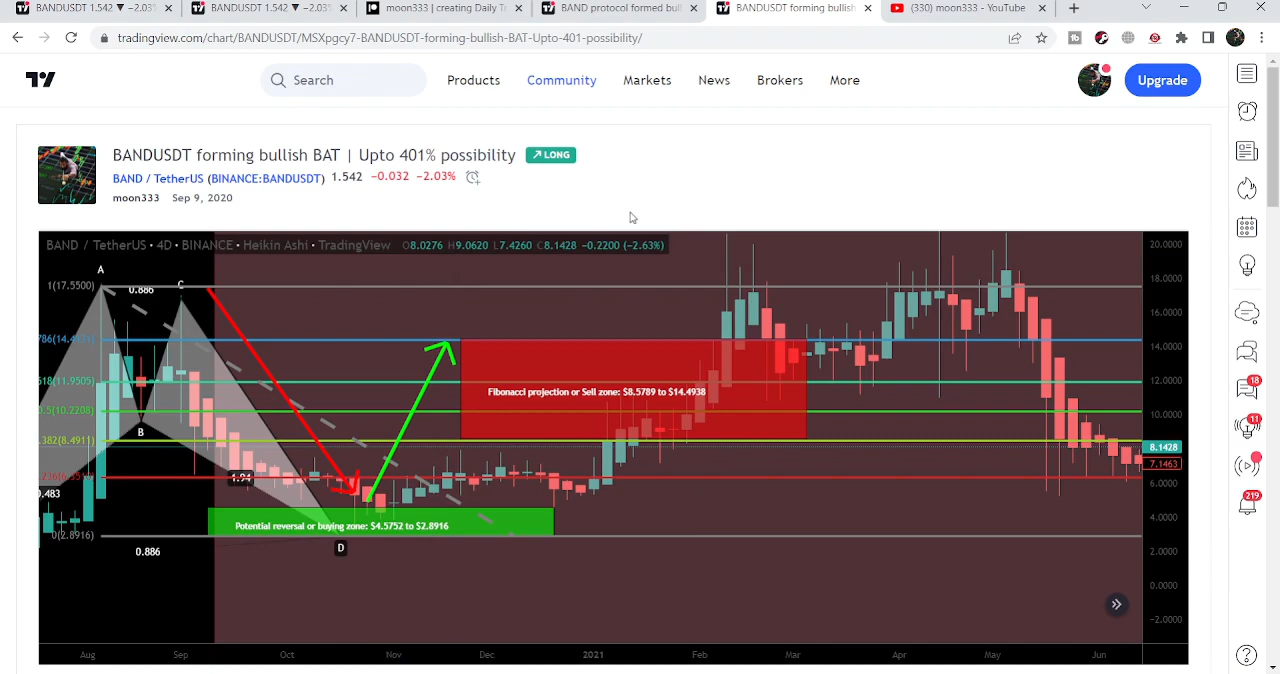 BANDUSDT 1.542 ▼ −2.03%
BANDUSDT 1.542 ▼ −2.03%
moon333 | creating Daily Tr
BAND protocol formed bull
BANDUSDT forming bullish
(330) moon333 - YouTube
tradingview.com/chart/BANDUSDT/MSXpgcy7-BANDUSDT-forming-bullish-BAT-Upto-401-possibility/
Search
Products
Community
Markets
News
Brokers
More
Upgrade
BANDUSDT forming bullish BAT | Upto 401% possibility
LONG
BAND / TetherUS (BINANCE:BANDUSDT) 1.542 −0.032 −2.03%
moon333 Sep 9, 2020
BAND / TetherUS • 4D • BINANCE • Heikin Ashi • TradingView O8.0276 H9.0620 L7.4260 C8.1428 −0.2200 (−2.63%)
20.0000
18.0000
16.0000
14.0000
12.0000
10.0000
8.1428
7.1463
6.0000
4.0000
2.0000
0.0000
−2.0000
A
1(17.5500)
0.886
C
618(11.9505)
0.5(10.2208)
.382(8.4911)
B
1.94
0.483
0(2.8916)
0.886
D
Fibonacci projection or Sell zone: $8.5789 to $14.4938
Potential reversal or buying zone: $4.5752 to $2.8916
Aug
Sep
Oct
Nov
Dec
2021
Feb
Mar
Apr
May
Jun
18
11
219